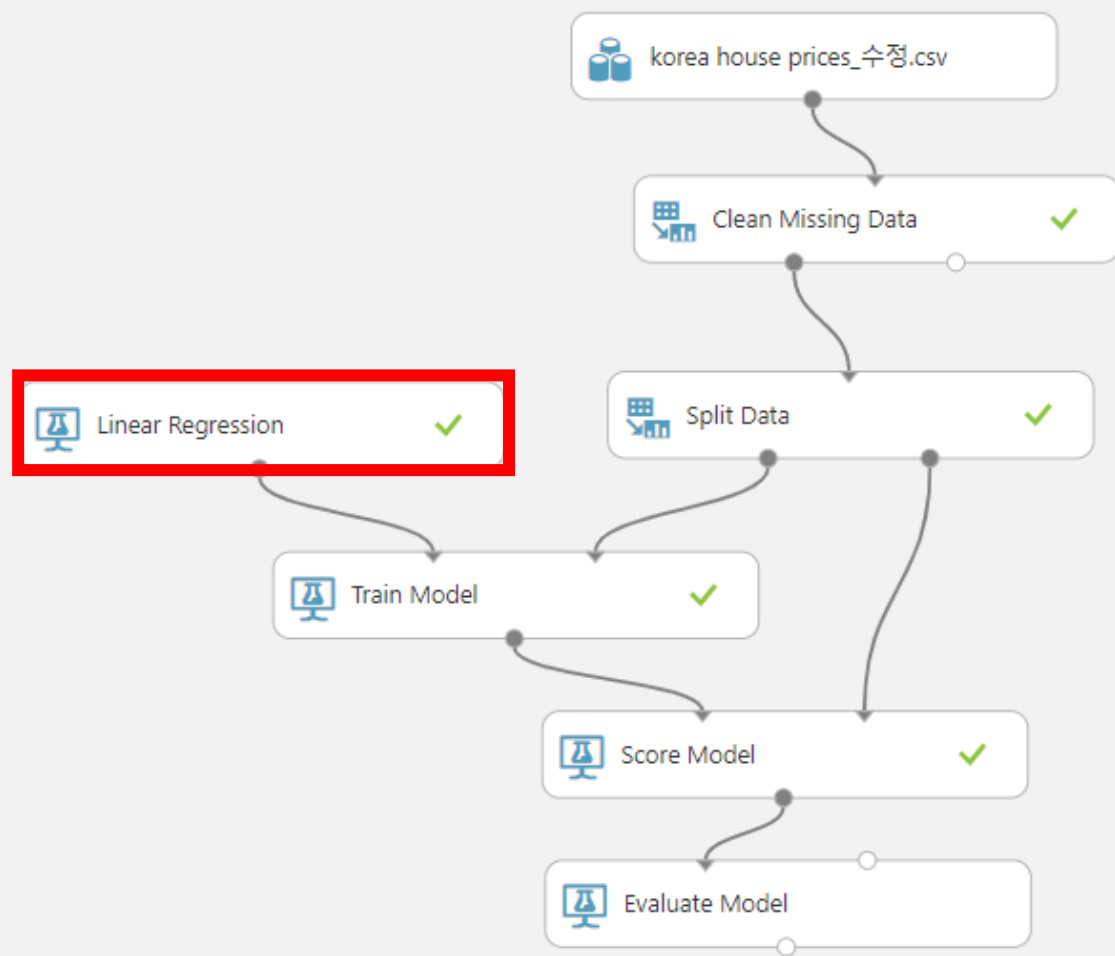 korea house prices_수정.csv
Clean Missing Data
Linear Regression
Split Data
Train Model
Score Model
Evaluate Model